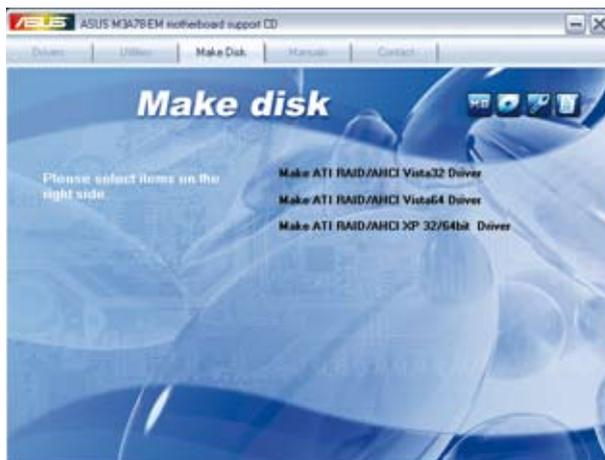 ASUS ASUS M3A78-EM motherboard support CD
Drivers Utilities Make Disk Manuals Contact
Make disk
Please select items on the
right side.
Make ATI RAID/AHCI Vista32 Driver
Make ATI RAID/AHCI Vista64 Driver
Make ATI RAID/AHCI XP 32/64bit Driver